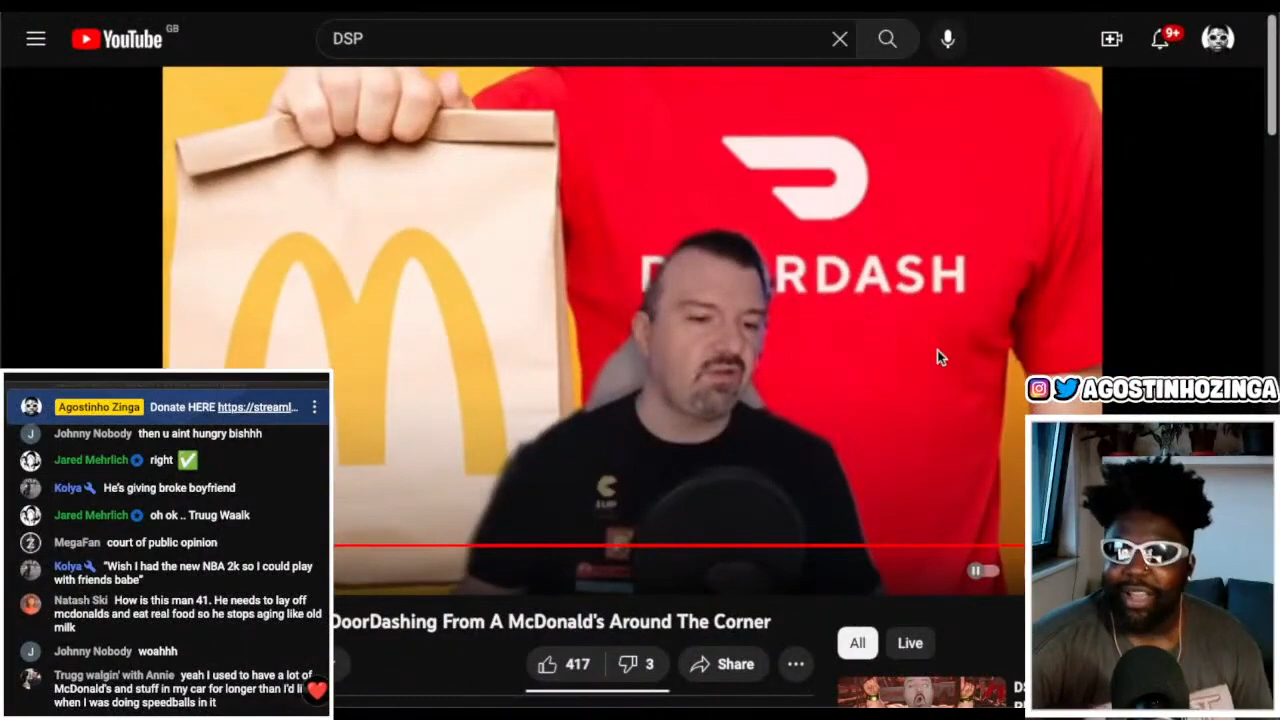 YouTube GB
DSP
9+
DASH
DoorDashing From A McDonald's Around The Corner
417
3
Share
All
Live
AGOSTINHOZINGA
Agostinho Zinga Donate HERE https://streaml...
Johnny Nobody then u aint hungry bishhh
Jared Mehrlich right
Kolya He's giving broke boyfriend
Jared Mehrlich oh ok .. Truug Waalk
MegaFan court of public opinion
Kolya "Wish I had the new NBA 2k so I could play
with friends babe"
Natash Ski How is this man 41. He needs to lay off
mcdonalds and eat real food so he stops aging like old
milk
Johnny Nobody woahhh
Trugg walgin' with Annie yeah I used to have a lot of
McDonald's and stuff in my car for longer than I'd li
when I was doing speedballs in it